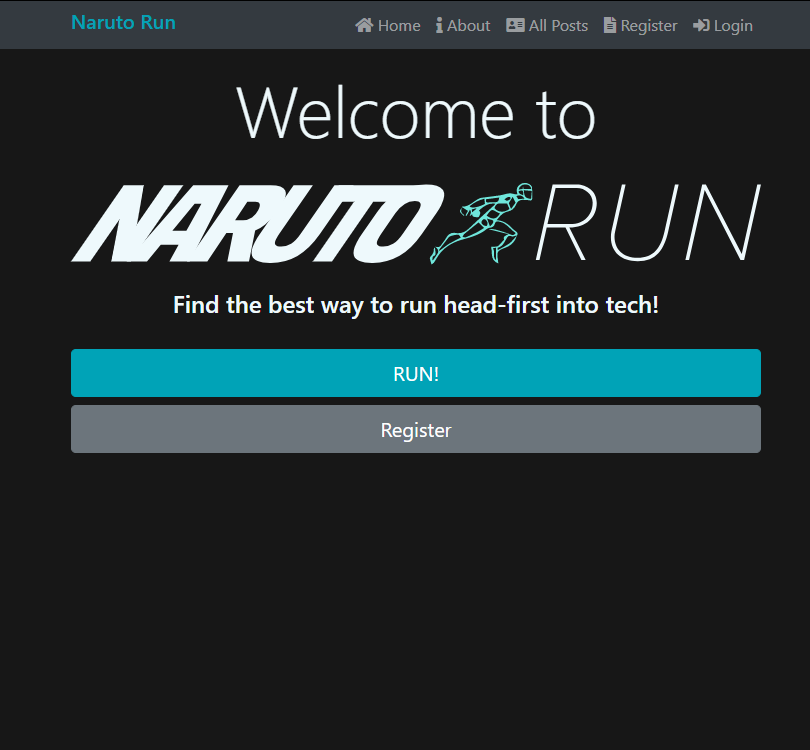 Naruto Run Home About All Posts Register Login
Welcome to
NARUTO RUN
Find the best way to run head-first into tech!
RUN!
Register